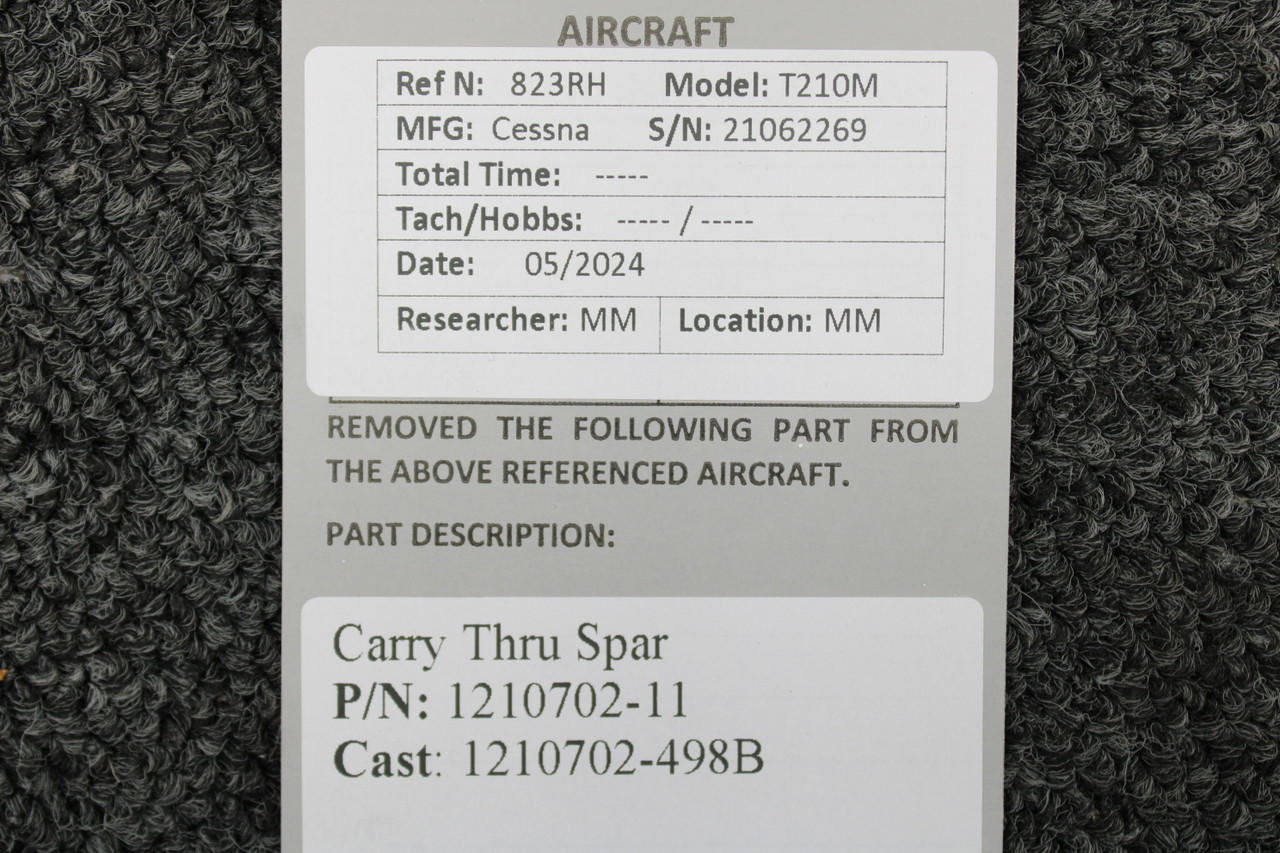 AIRCRAFT
Ref N: 823RH Model: T210M
MFG: Cessna S/N: 21062269
Total Time: -----
Tach/Hobbs: ----- / -----
Date: 05/2024
Researcher: MM Location: MM
REMOVED THE FOLLOWING PART FROM
THE ABOVE REFERENCED AIRCRAFT.
PART DESCRIPTION:
Carry Thru Spar
P/N: 1210702-11
Cast: 1210702-498B